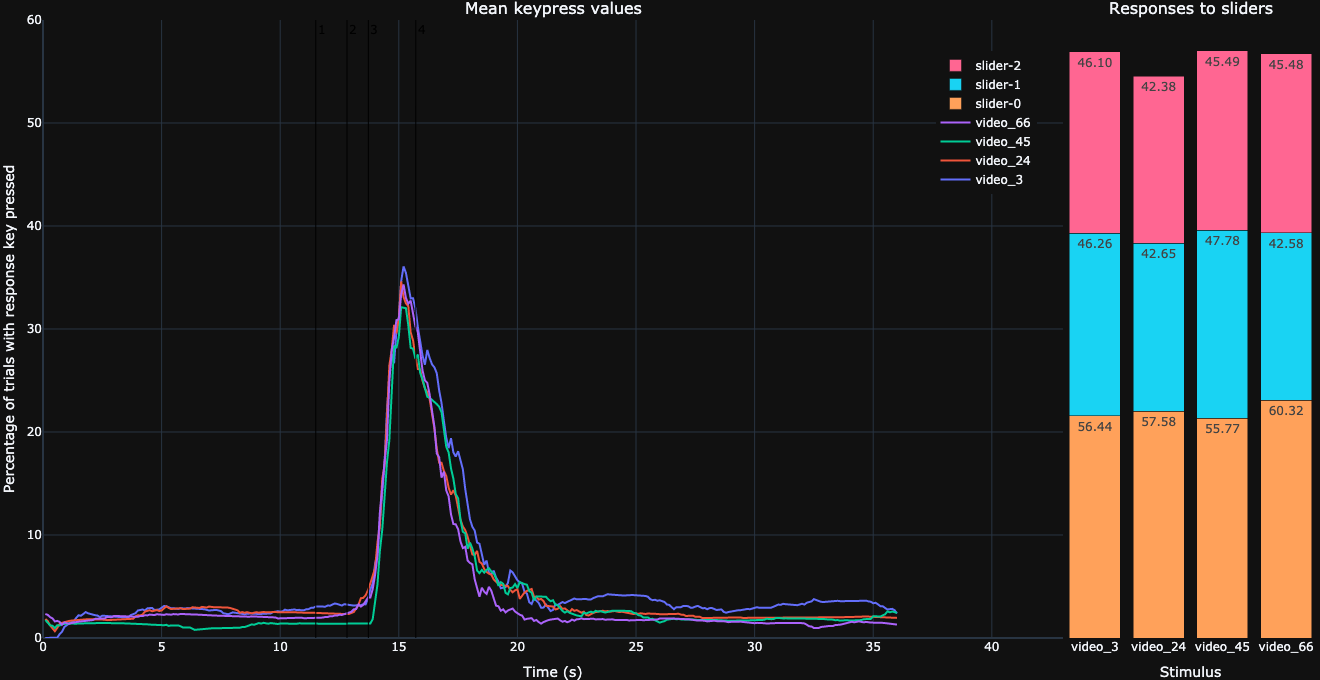 Mean keypress values
Responses to sliders
60
50
40
30
20
10
0
Percentage of trials with response key pressed
1 2 3 4
slider-2
slider-1
slider-0
video_66
video_45
video_24
video_3
0 5 10 15 20 25 30 35 40
Time (s)
46.10 42.38 45.49 45.48
46.26 42.65 47.78 42.58
56.44 57.58 55.77 60.32
video_3 video_24 video_45 video_66
Stimulus